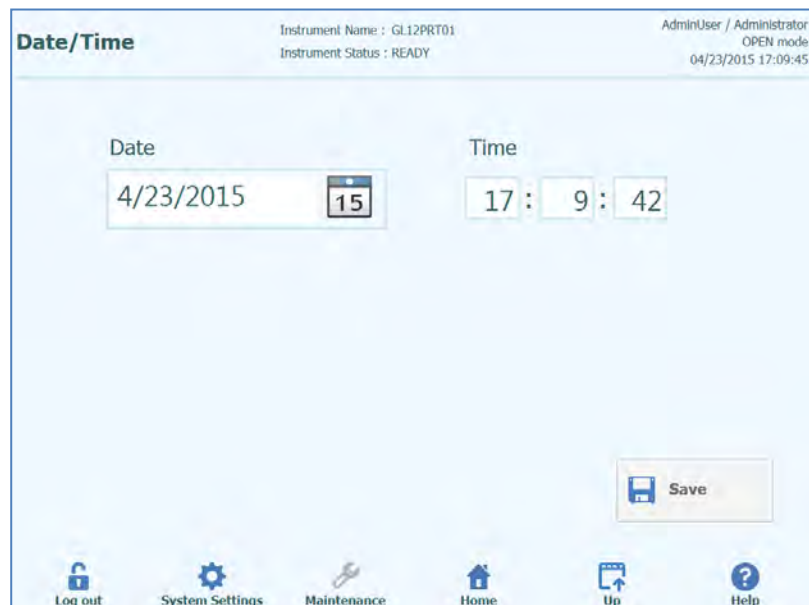 Date/Time
Instrument Name : GL12PRT01
Instrument Status : READY
AdminUser / Administrator
OPEN mode
04/23/2015 17:09:45
Date
Time
4/23/2015
15
17 : 9 : 42
Save
Log out
System Settings
Maintenance
Home
Up
Help